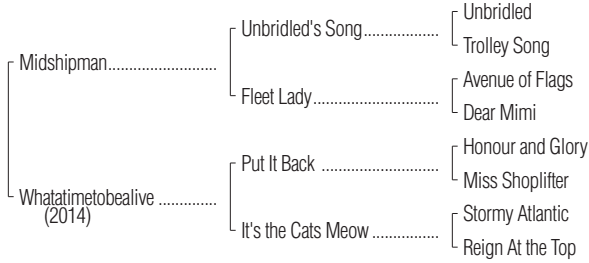 Unbridled
Unbridled's Song
Trolley Song
Midshipman
Avenue of Flags
Fleet Lady
Dear Mimi
Honour and Glory
Put It Back
Miss Shoplifter
Whatatimetobealive
(2014)
Stormy Atlantic
It's the Cats Meow
Reign At the Top